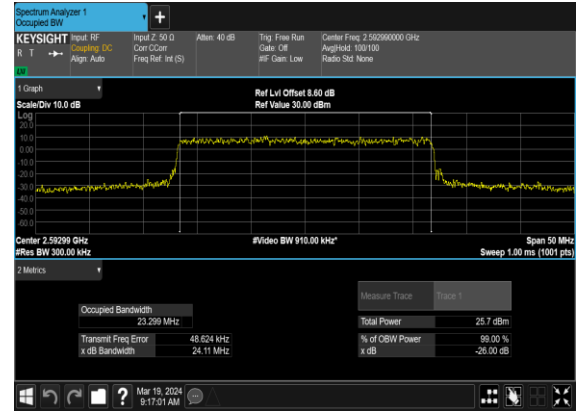 Spectrum Analyzer 1
Occupied BW
+
KEYSIGHT Input: RF Input Z: 50 Ω Atten: 40 dB Trig: Free Run Center Freq: 2.592990000 GHz
R T Coupling: DC Corr CCorr Gate: Off Avg|Hold: 100/100
Align: Auto Freq Ref: Int (S) #IF Gain: Low Radio Std: None
1 Graph
Ref Lvl Offset 8.60 dB
Scale/Div 10.0 dB Ref Value 30.00 dBm
Log
20.0
10.0
0.00
-10.0
-20.0
-30.0
-40.0
-50.0
-60.0
Center 2.59299 GHz #Video BW 910.00 kHz* Span 50 MHz
#Res BW 300.00 kHz Sweep 1.00 ms (1001 pts)
2 Metrics
Measure Trace Trace 1
Occupied Bandwidth
23.299 MHz Total Power 25.7 dBm
Transmit Freq Error 48.624 kHz % of OBW Power 99.00 %
x dB Bandwidth 24.11 MHz x dB -26.00 dB
? Mar 19, 2024
9:17:01 AM